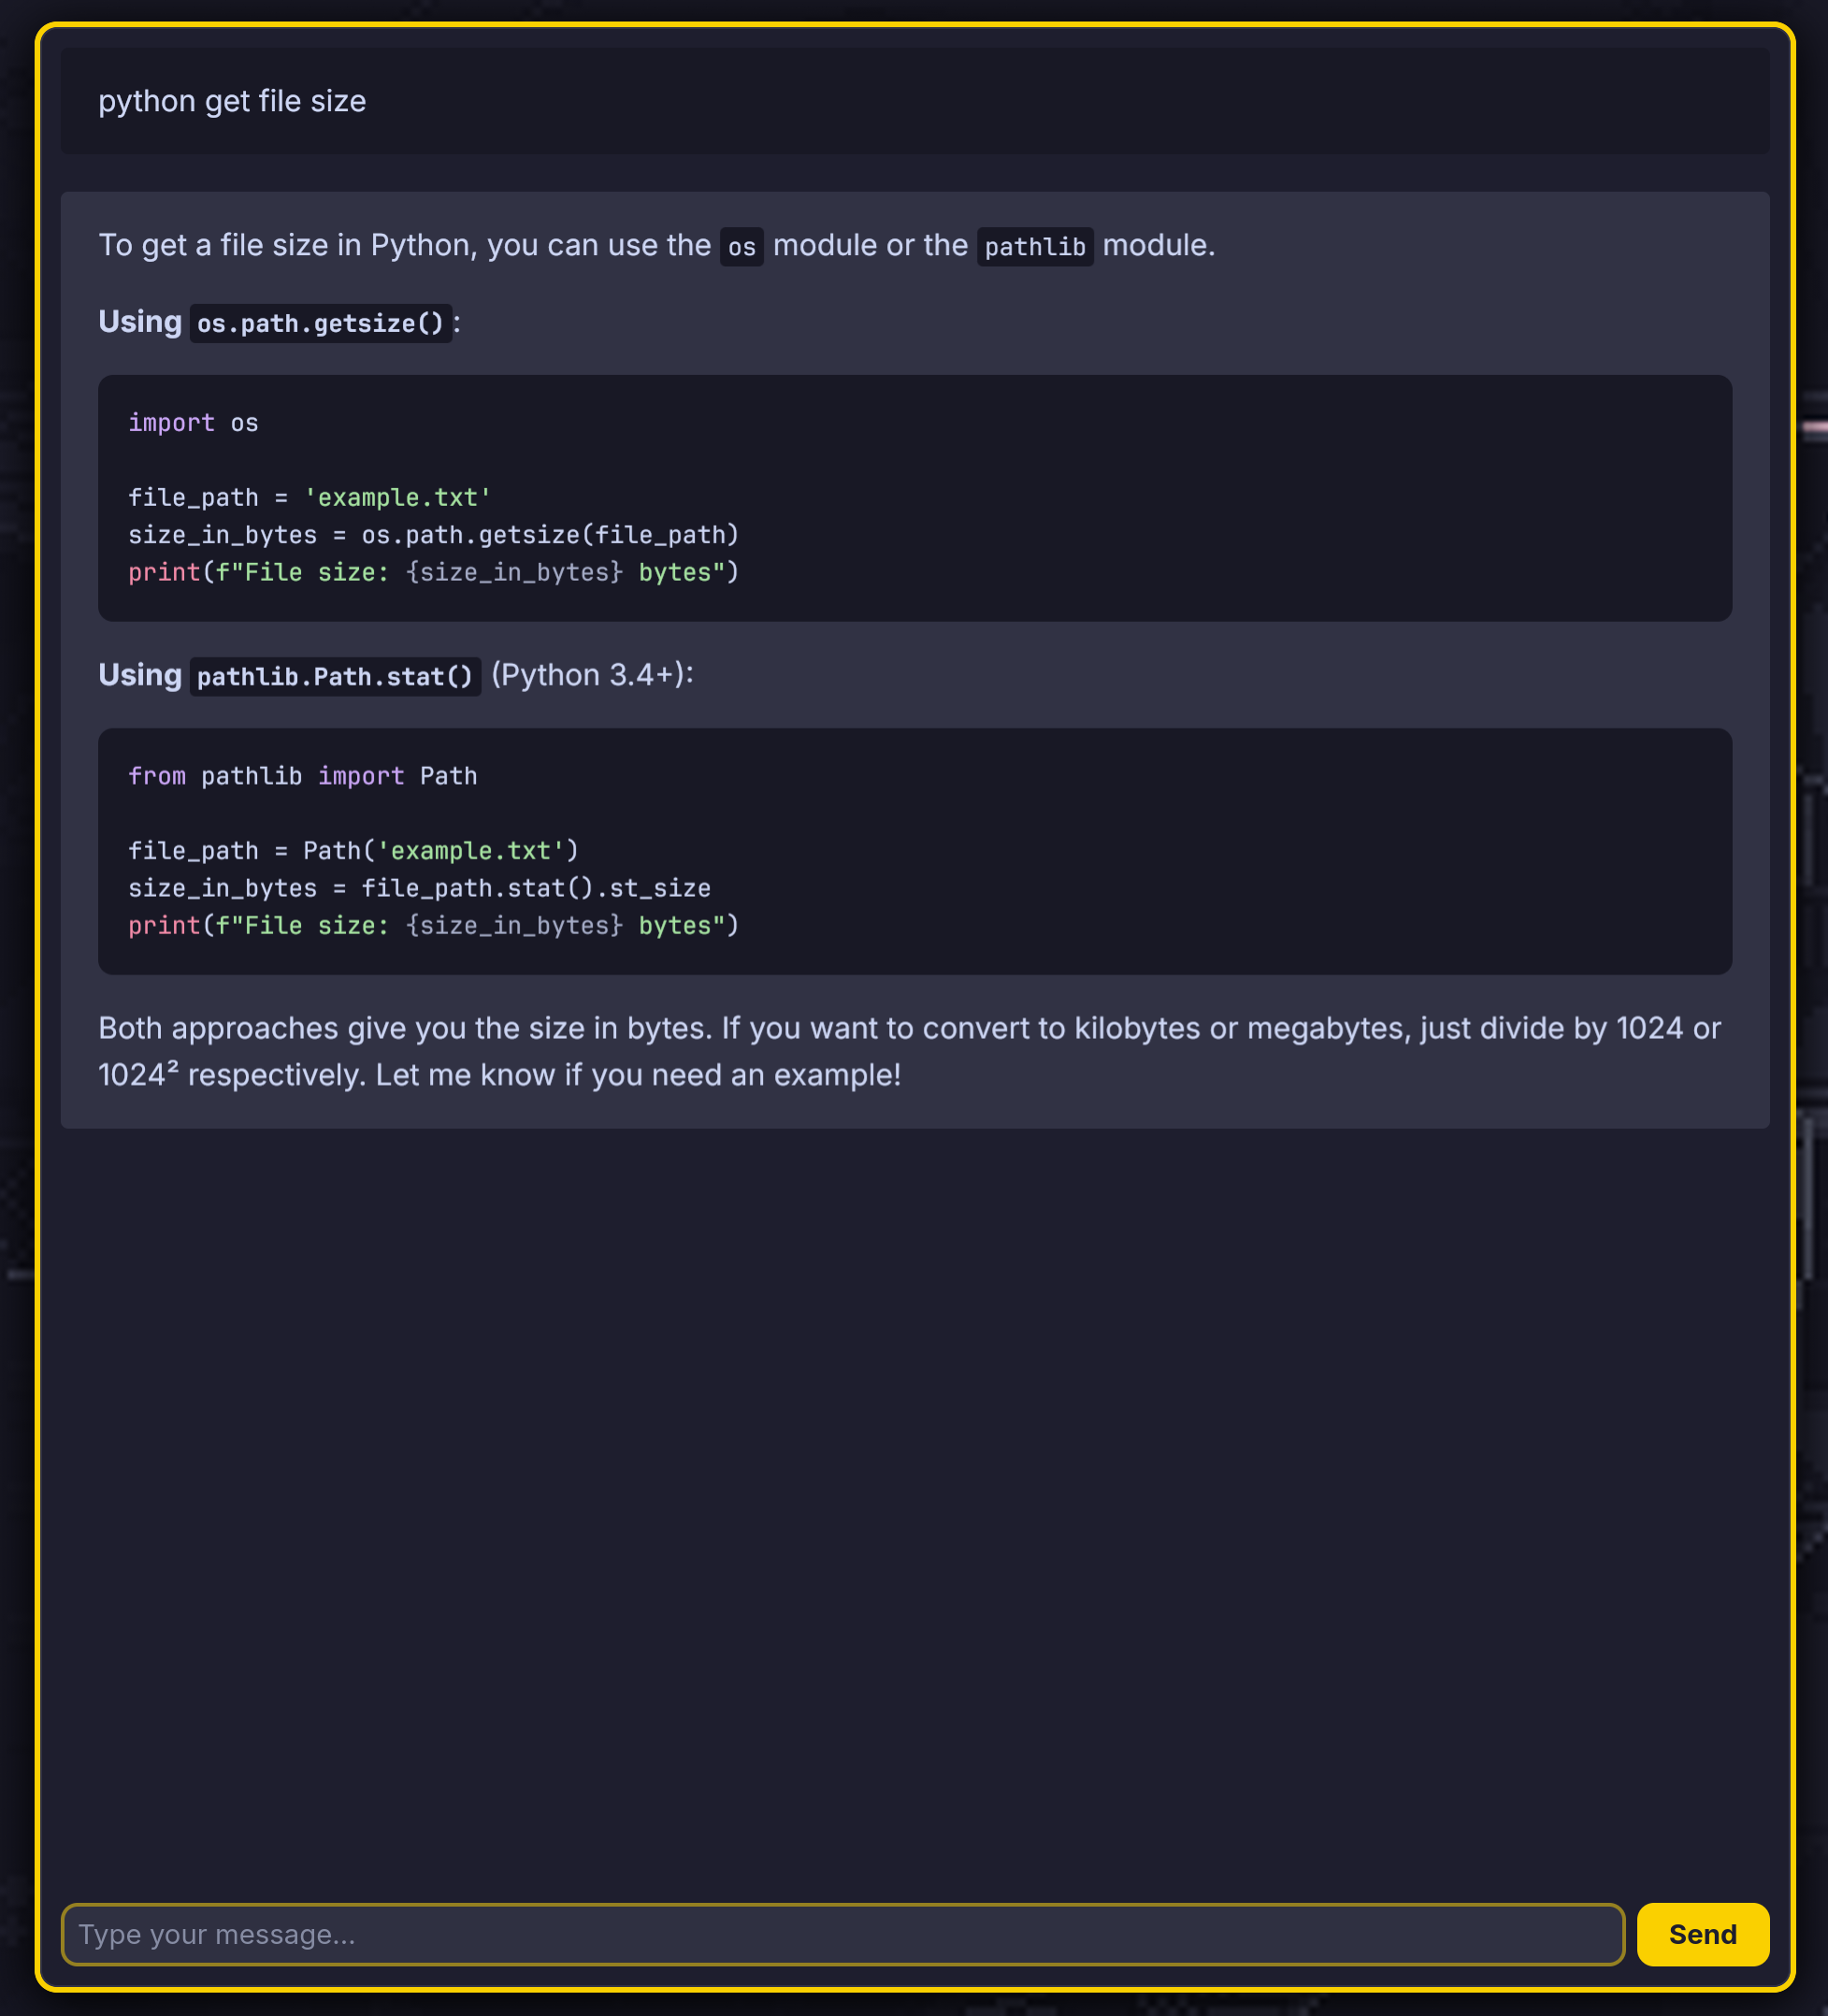 python get file size
To get a file size in Python, you can use the os module or the pathlib module.
Using os.path.getsize():
import os
file_path = 'example.txt'
size_in_bytes = os.path.getsize(file_path)
print(f"File size: {size_in_bytes} bytes")
Using pathlib.Path.stat() (Python 3.4+):
from pathlib import Path
file_path = Path('example.txt')
size_in_bytes = file_path.stat().st_size
print(f"File size: {size_in_bytes} bytes")
Both approaches give you the size in bytes. If you want to convert to kilobytes or megabytes, just divide by 1024 or
1024² respectively. Let me know if you need an example!
Type your message...
Send